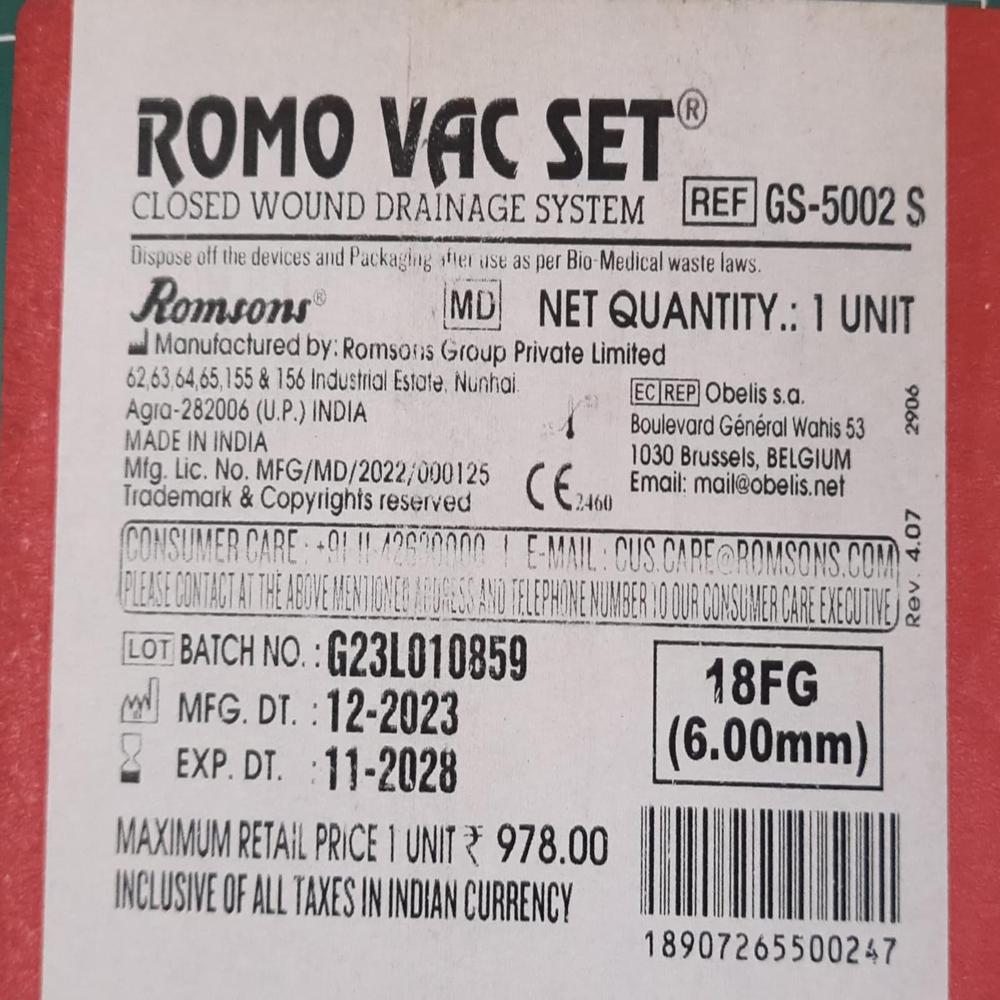 ROMO VAC SET®
CLOSED WOUND DRAINAGE SYSTEM REF GS-5002 S
Dispose off the devices and Packaging after use as per Bio-Medical waste laws.
Romsons® MD NET QUANTITY.: 1 UNIT
Manufactured by: Romsons Group Private Limited
62,63,64,65,155 & 156 Industrial Estate, Nunhai
Agra-282006 (U.P.) INDIA
MADE IN INDIA
Mfg. Lic. No. MFG/MD/2022/000125
Trademark & Copyrights reserved
CE 2460
EC REP Obelis s.a.
Boulevard Général Wahis 53
1030 Brussels, BELGIUM
Email: mail@obelis.net
2906
Rev. 4.07
CONSUMER CARE : +91 11 | E-MAIL : CUS.CARE@ROMSONS.COM
PLEASE CONTACT AT THE ABOVE MENTIONED ADDRESS AND TELEPHONE NUMBER TO OUR CONSUMER CARE EXECUTIVE
LOT BATCH NO. : G23L010859
MFG. DT. : 12-2023
EXP. DT. : 11-2028
18FG
(6.00mm)
MAXIMUM RETAIL PRICE 1 UNIT ₹ 978.00
INCLUSIVE OF ALL TAXES IN INDIAN CURRENCY
18907265500247